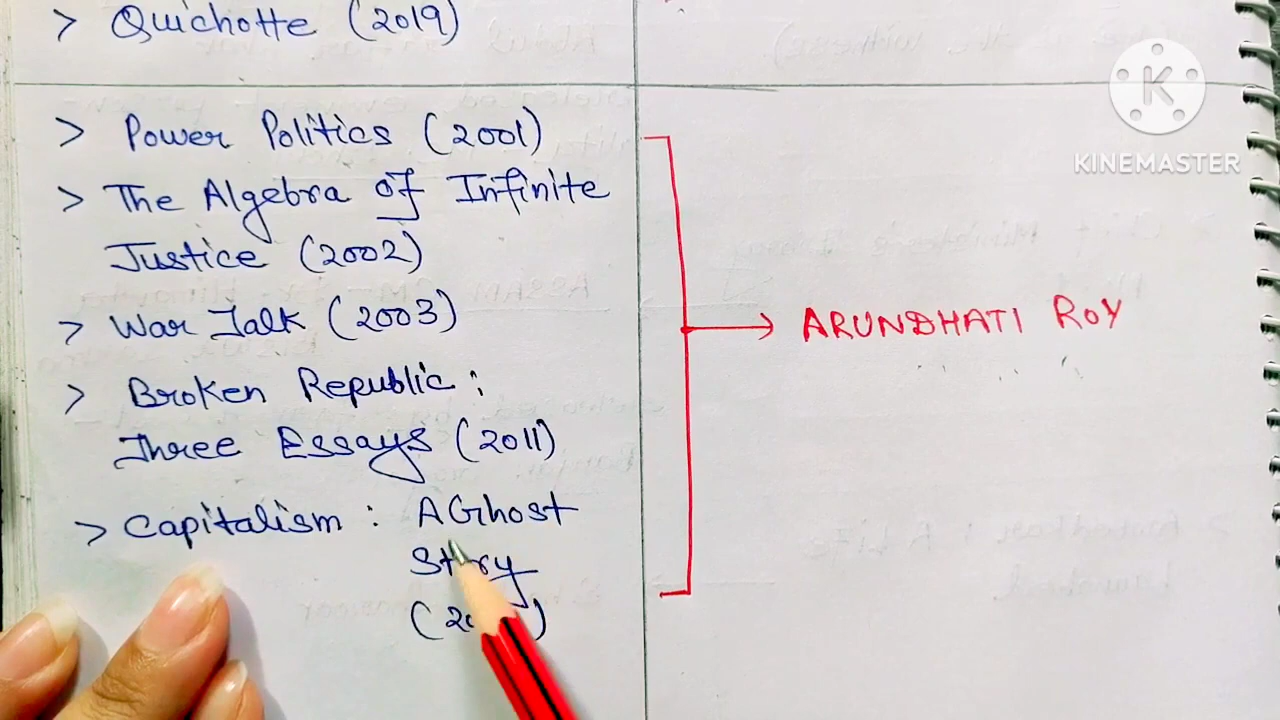 > Quichotte (2019)
> Power Politics (2001)
> The Algebra of Infinite
Justice (2002)
> War Talk (2003)
> Broken Republic :
Three Essays (2011)
> Capitalism : A Ghost
Story
ARUNDHATI ROY
KINEMASTER